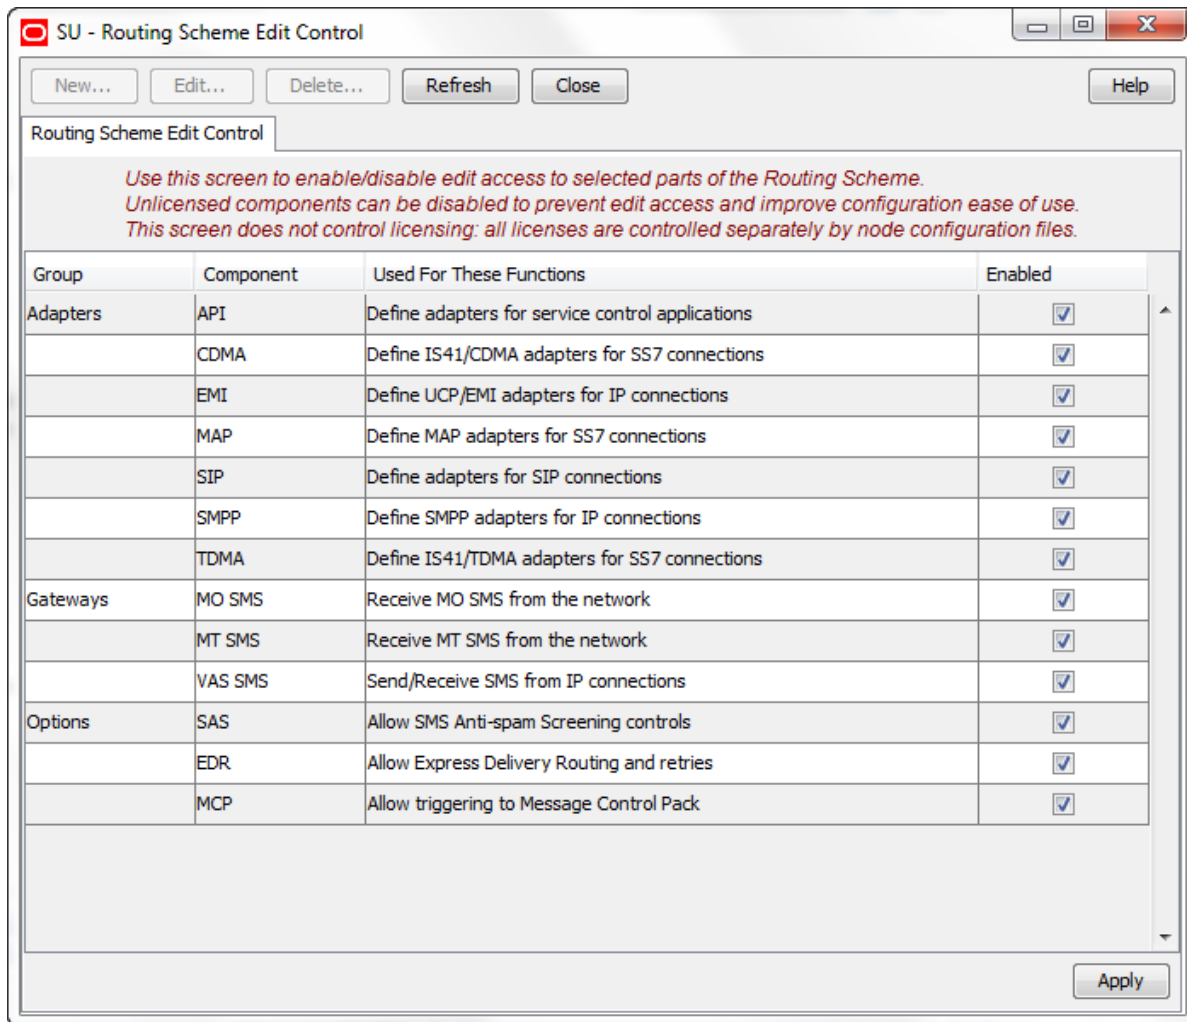 SU - Routing Scheme Edit Control
New... Edit... Delete... Refresh Close Help
Routing Scheme Edit Control
Use this screen to enable/disable edit access to selected parts of the Routing Scheme.
Unlicensed components can be disabled to prevent edit access and improve configuration ease of use.
This screen does not control licensing: all licenses are controlled separately by node configuration files.
Group Component Used For These Functions Enabled
Adapters API Define adapters for service control applications
CDMA Define IS41/CDMA adapters for SS7 connections
EMI Define UCP/EMI adapters for IP connections
MAP Define MAP adapters for SS7 connections
SIP Define adapters for SIP connections
SMPP Define SMPP adapters for IP connections
TDMA Define IS41/TDMA adapters for SS7 connections
Gateways MO SMS Receive MO SMS from the network
MT SMS Receive MT SMS from the network
VAS SMS Send/Receive SMS from IP connections
Options SAS Allow SMS Anti-spam Screening controls
EDR Allow Express Delivery Routing and retries
MCP Allow triggering to Message Control Pack
Apply